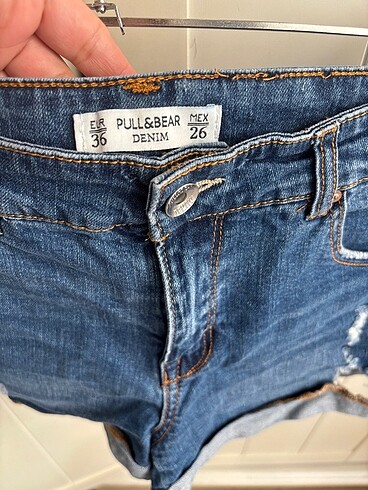 EUR 36 PULL&BEAR DENIM MEX 26